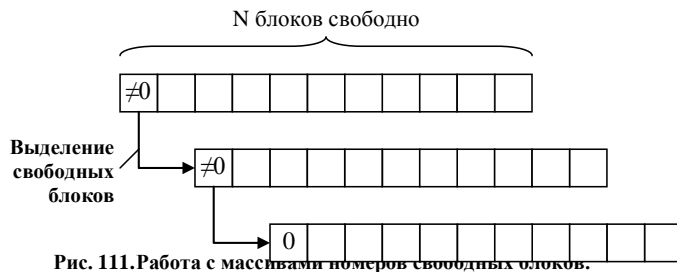 N блоков свободно
≠0
Выделение
свободных
блоков
≠0
0
Рис. 111.Работа с массивами номеров свободных блоков.